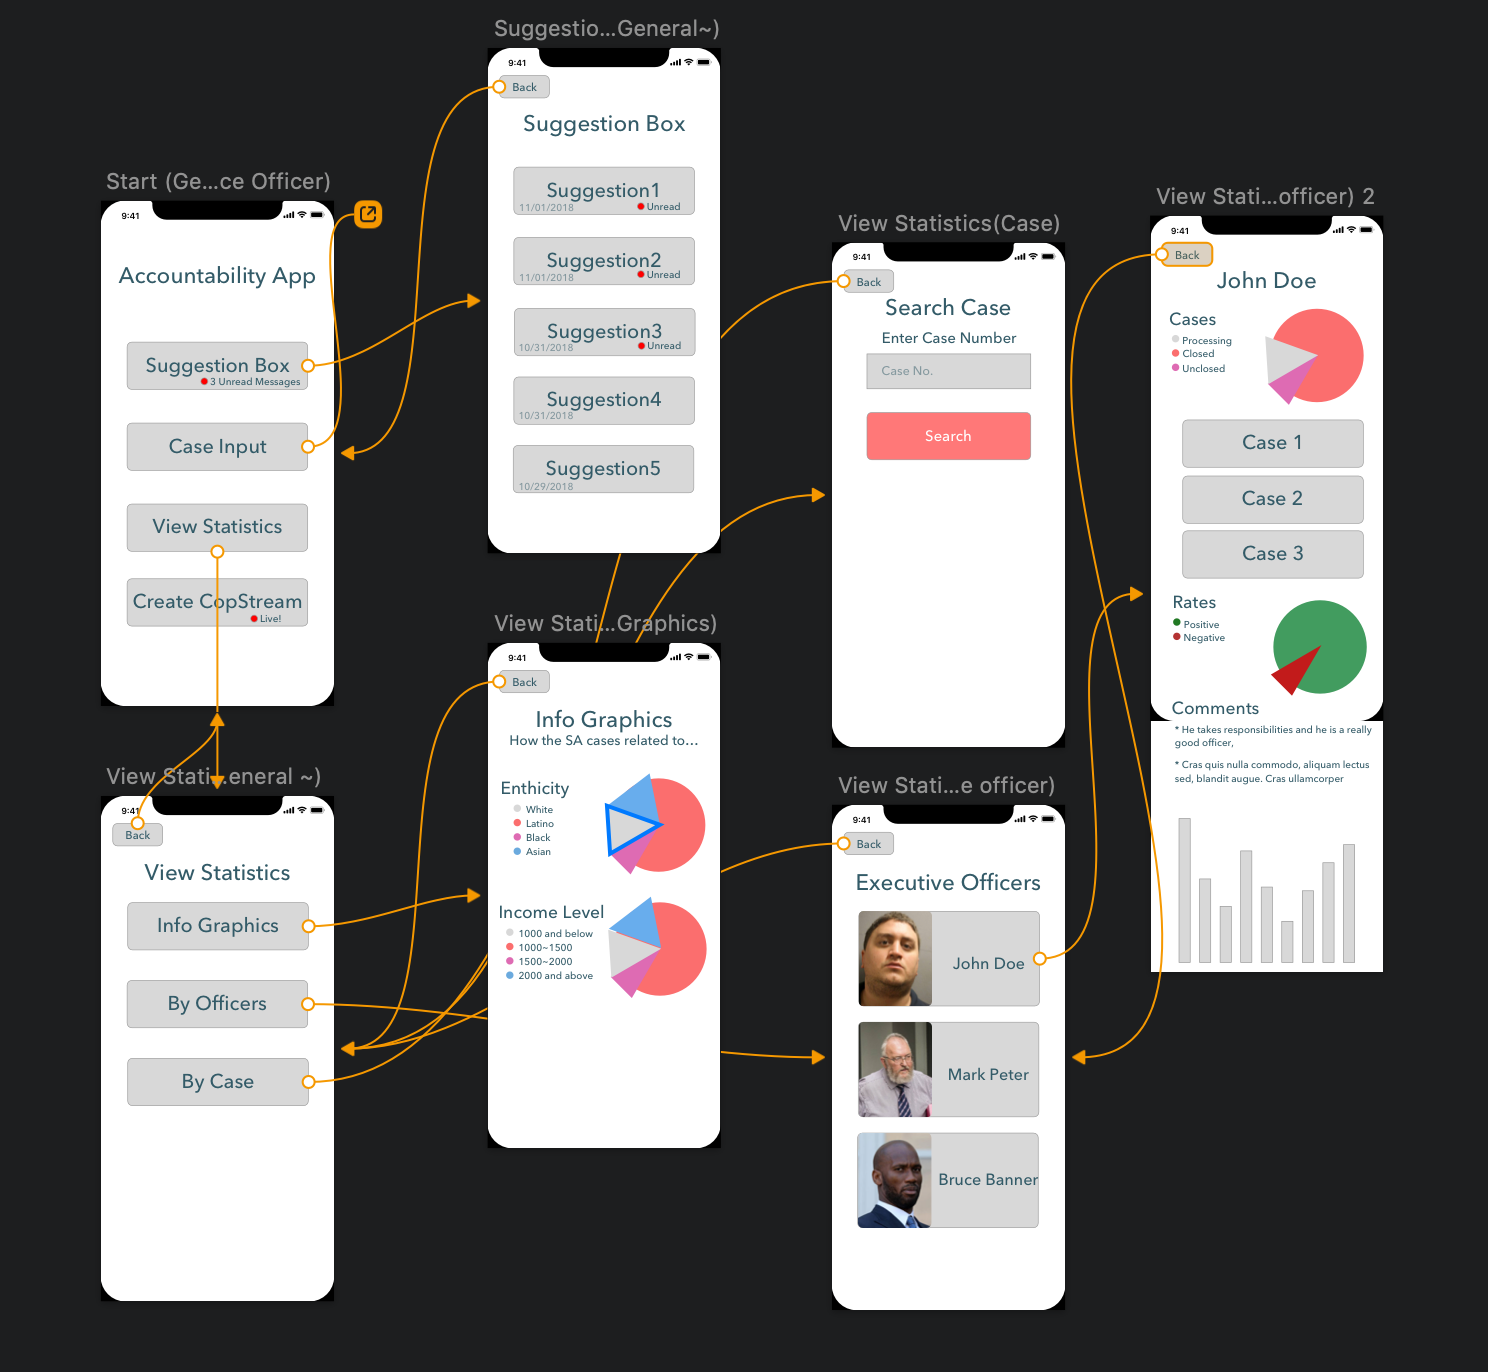 Suggestio...General~)
9:41
Back
Suggestion Box
Suggestion1
11/01/2018
Unread
Suggestion2
11/01/2018
Unread
Suggestion3
10/31/2018
Unread
Suggestion4
10/31/2018
Suggestion5
10/29/2018
Start (Ge...ce Officer)
9:41
Accountability App
Suggestion Box
3 Unread Messages
Case Input
View Statistics
Create CopStream
Live!
View Statistics(Case)
9:41
Back
Search Case
Enter Case Number
Case No.
Search
View Stati...officer) 2
9:41
Back
John Doe
Cases
Processing
Closed
Unclosed
Case 1
Case 2
Case 3
Rates
Positive
Negative
Comments
* He takes responsibilities and he is a really
good officer,
* Cras quis nulla commodo, aliquam lectus
sed, blandit augue. Cras ullamcorper
View Stati...Graphics)
9:41
Back
Info Graphics
How the SA cases related to...
Enthicity
White
Latino
Black
Asian
Income Level
1000 and below
1000~1500
1500~2000
2000 and above
View Stati...eneral ~)
9:41
Back
View Statistics
Info Graphics
By Officers
By Case
View Stati...e officer)
9:41
Back
Executive Officers
John Doe
Mark Peter
Bruce Banner